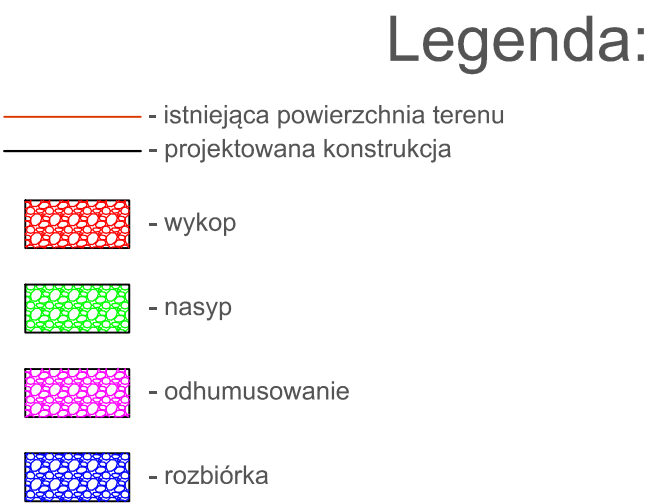 Legenda:
- istniejąca powierzchnia terenu
- projektowana konstrukcja
- wykop
- nasyp
- odhumusowanie
- rozbiórka